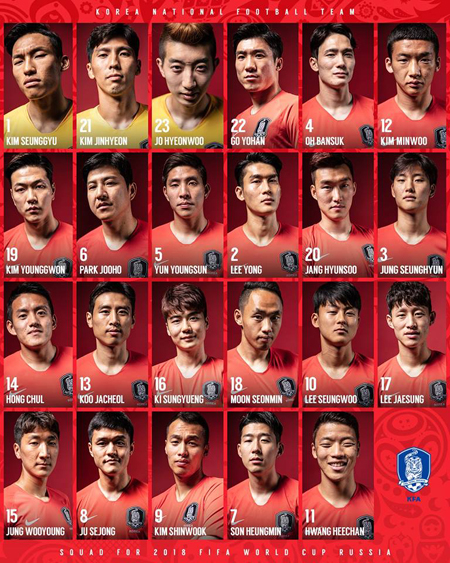 KOREA NATIONAL FOOTBALL TEAM
1
KIM SEUNGGYU
21
KIM JINHYEON
23
JO HYEONWOO
22
GO YOHAN
4
OH BANSUK
12
KIM MINWOO
19
KIM YOUNGGWON
6
PARK JOOHO
5
YUN YOUNGSUN
2
LEE YONG
20
JANG HYUNSOO
3
JUNG SEUNGHYUN
14
HONG CHUL
13
KOO JACHEOL
16
KI SUNGYUENG
18
MOON SEONMIN
10
LEE SEUNGWOO
17
LEE JAESUNG
15
JUNG WOOYOUNG
8
JU SEJONG
9
KIM SHINWOOK
7
SON HEUNGMIN
11
HWANG HEECHAN
KFA
SQUAD FOR 2018 FIFA WORLD CUP RUSSIA